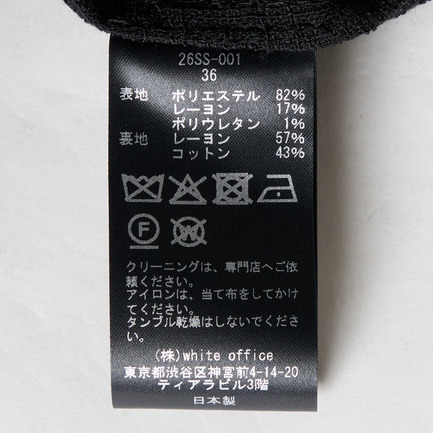 26SS-001
36
表地 ポリエステル 82%
レーヨン 17%
ポリウレタン 1%
裏地 レーヨン 57%
コットン 43%
F W
クリーニングは、専門店へご依
頼ください。
アイロンは、当て布をしてかけ
てください。
タンブル乾燥はしないでくださ
い。
(株)white office
東京都渋谷区神宮前4-14-20
ティアラビル3階
日本製